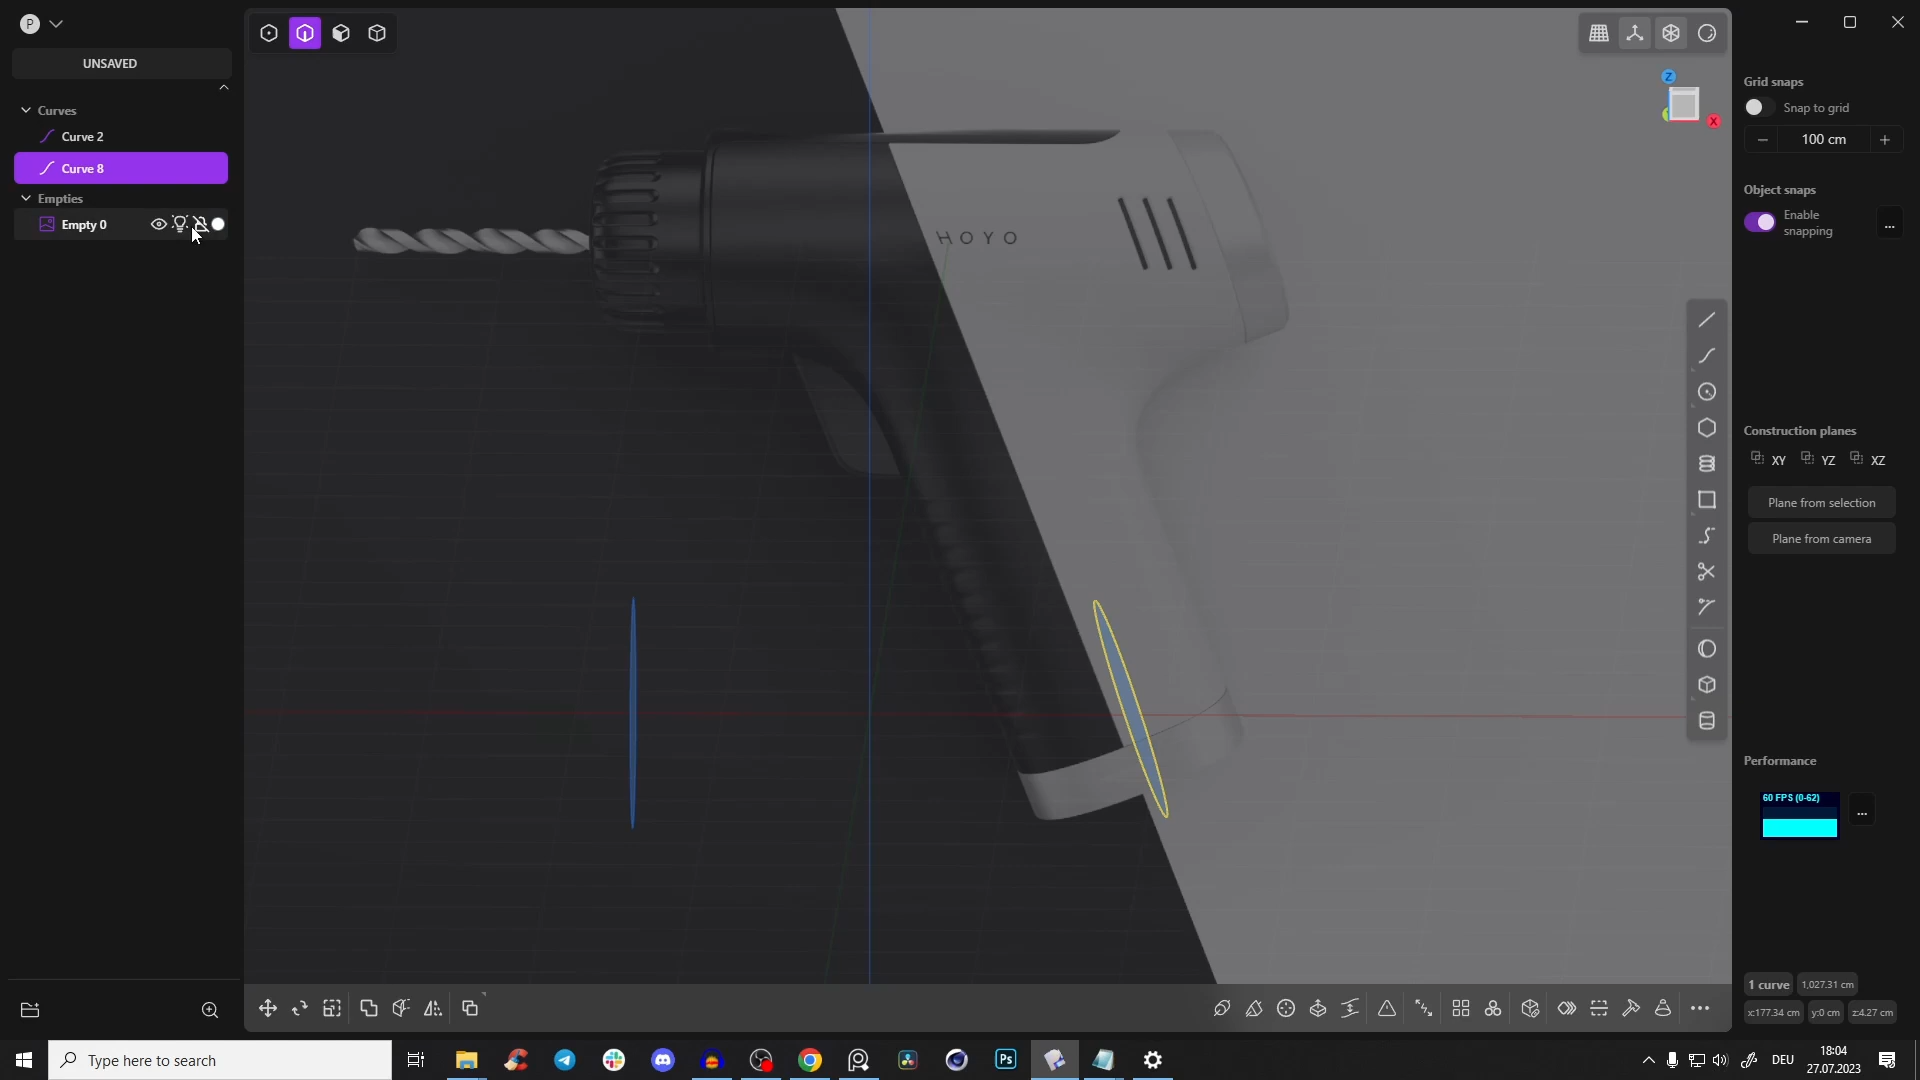 P
UNSAVED
Curves
Curve 2
Curve 8
Empties
Empty 0
HOYO
Z
X
Grid snaps
Snap to grid
100 cm
Object snaps
Enable
snapping
...
Construction planes
XY
YZ
XZ
Plane from selection
Plane from camera
Performance
60 FPS (0-62)
...
1 curve
1,027.31 cm
x:177.34 cm
y:0 cm
z:4.27 cm
Type here to search
Ps
DEU
18:04
27.07.2023